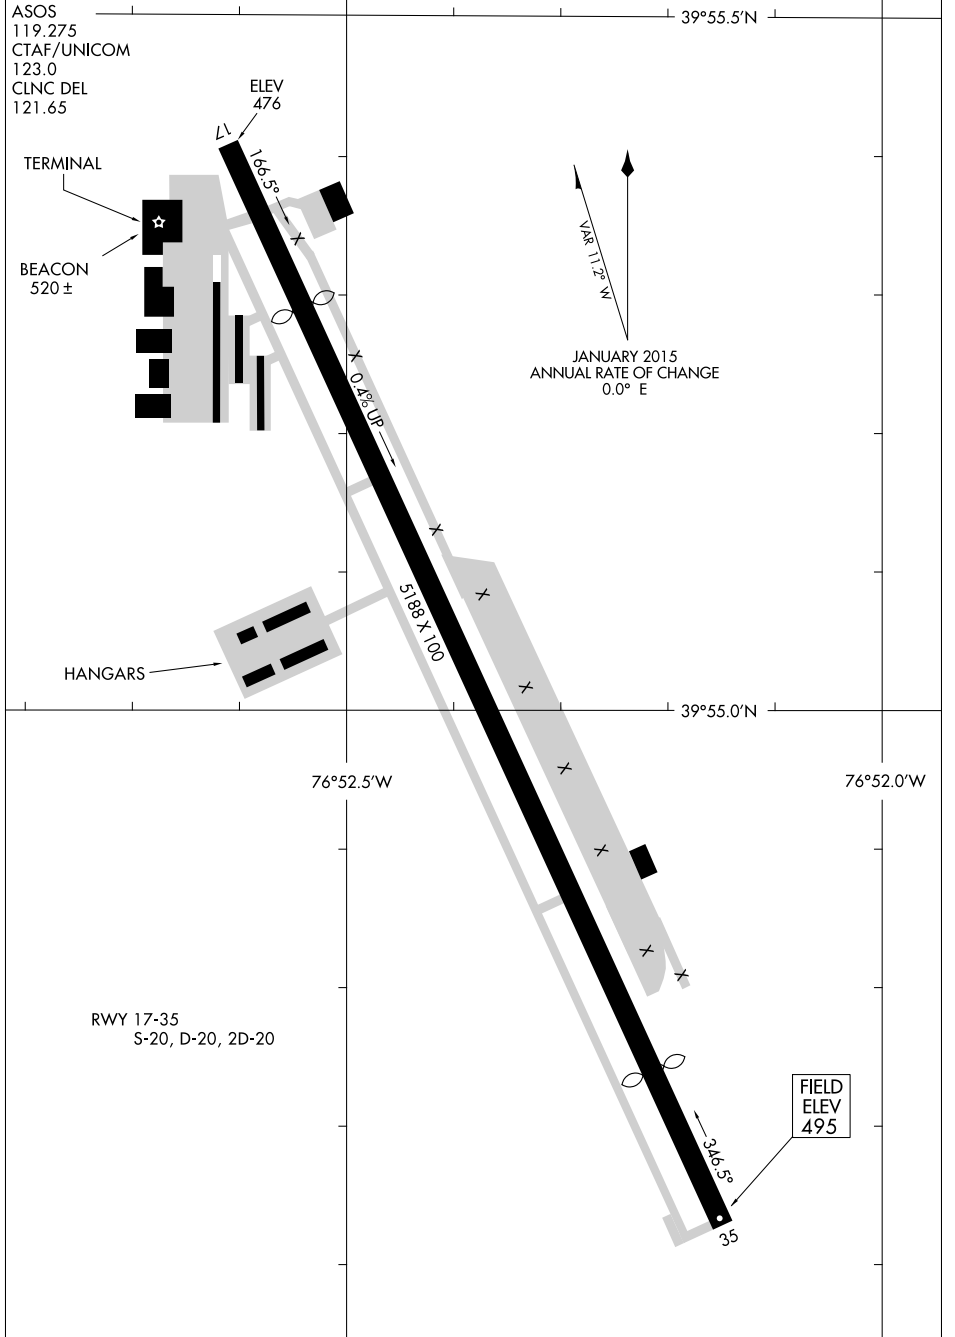 ASOS
119.275
CTAF/UNICOM
123.0
CLNC DEL
121.65
39°55.5'N
ELEV
476
17
166.5°
TERMINAL
BEACON
520 ±
VAR 11.2° W
JANUARY 2015
ANNUAL RATE OF CHANGE
0.0° E
0.4% UP
5188 X 100
HANGARS
39°55.0'N
76°52.5'W
76°52.0'W
RWY 17-35
S-20, D-20, 2D-20
FIELD
ELEV
495
346.5°
35